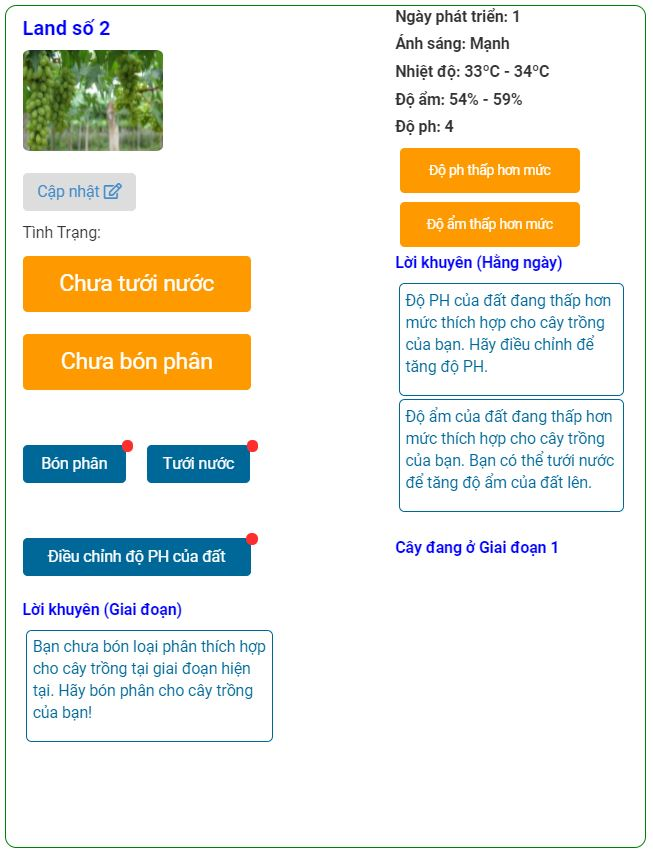 Land số 2
Cập nhật
Tình Trạng:
Chưa tưới nước
Chưa bón phân
Bón phân
Tưới nước
Điều chỉnh độ PH của đất
Lời khuyên (Giai đoạn)
Bạn chưa bón loại phân thích hợp
cho cây trồng tại giai đoạn hiện
tại. Hãy bón phân cho cây trồng
của bạn!
Ngày phát triển: 1
Ánh sáng: Mạnh
Nhiệt độ: 33°C - 34°C
Độ ẩm: 54% - 59%
Độ ph: 4
Độ ph thấp hơn mức
Độ ẩm thấp hơn mức
Lời khuyên (Hằng ngày)
Độ PH của đất đang thấp hơn
mức thích hợp cho cây trồng
của bạn. Hãy điều chỉnh để
tăng độ PH.
Độ ẩm của đất đang thấp hơn
mức thích hợp cho cây trồng
của bạn. Bạn có thể tưới nước
để tăng độ ẩm của đất lên.
Cây đang ở Giai đoạn 1